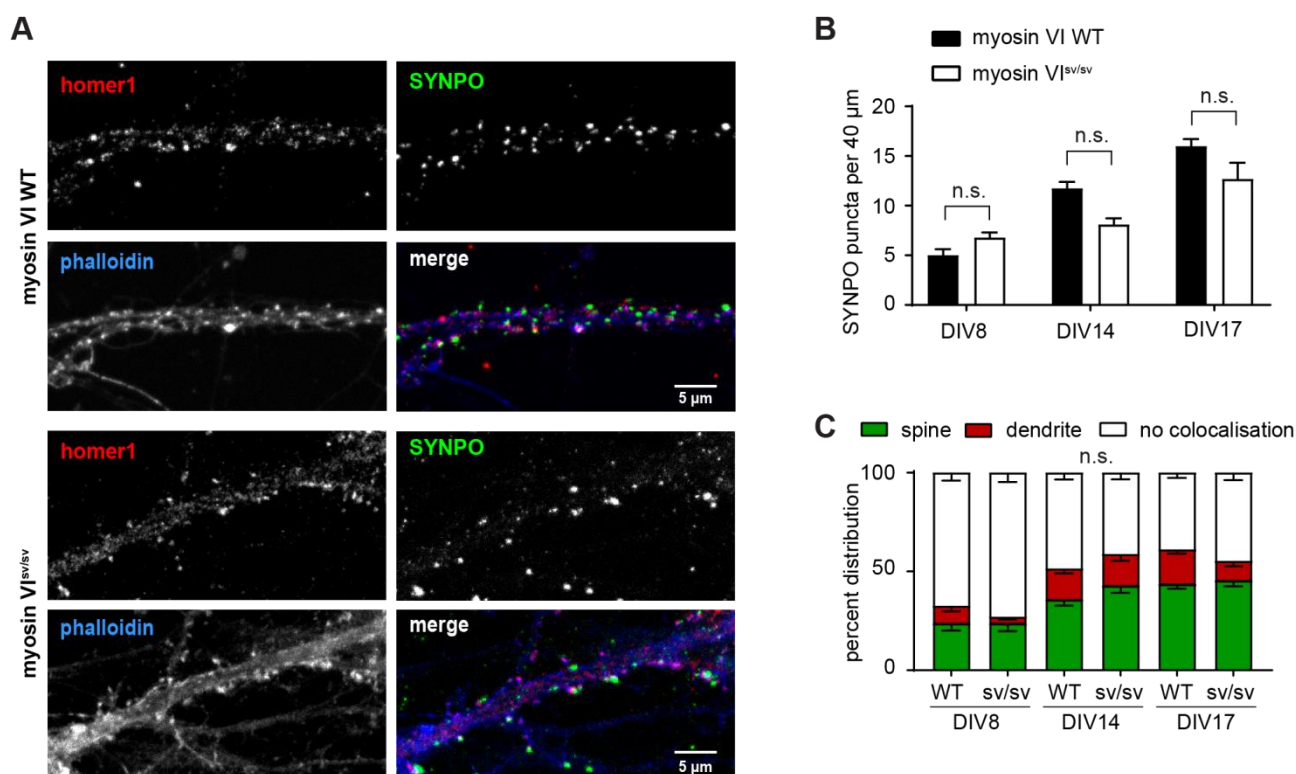 A
homer1
SYNPO
myosin VI WT
phalloidin
merge
5 µm
homer1
SYNPO
myosin VIsv/sv
phalloidin
merge
5 µm
B
myosin VI WT
myosin VIsv/sv
SYNPO puncta per 40 µm
20
15
10
5
0
n.s.
n.s.
n.s.
DIV8
DIV14
DIV17
C
spine
dendrite
no colocalisation
n.s.
percent distribution
100
50
0
WT
sv/sv
WT
sv/sv
WT
sv/sv
DIV8
DIV14
DIV17